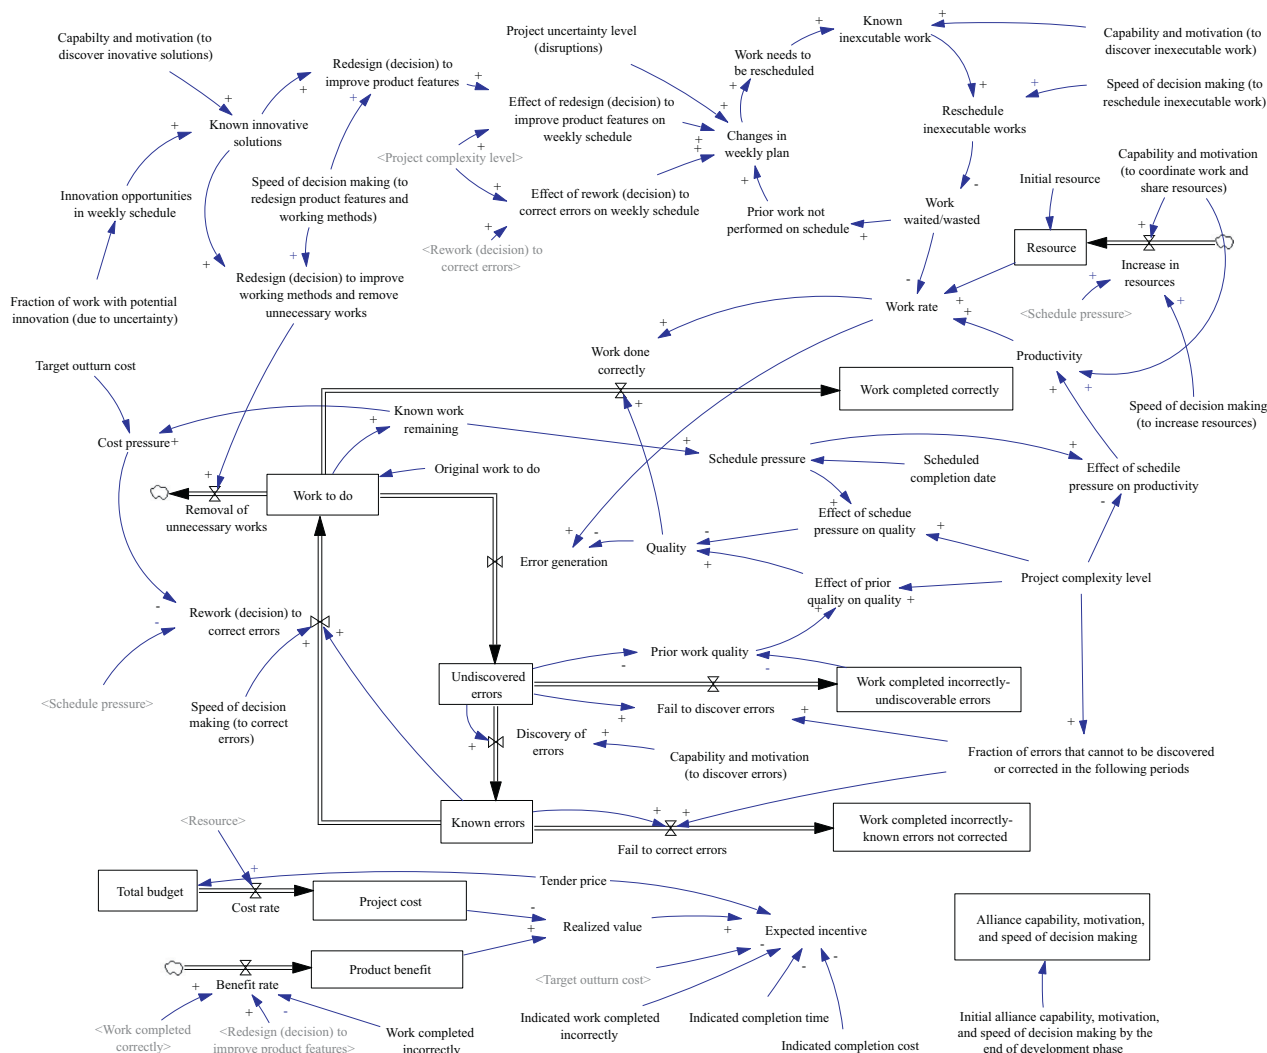 Capabilty and motivation (to
discover inovative solutions)
Project uncertainty level
(disruptions)
Known
inexcutable work
Capability and motivation (to
discover inexecutable work)
Redesign (decision) to
improve product features
Work needs to
be rescheduled
Speed of decision making (to
reschedule inexecutable work)
Effect of redesign (decision) to
improve product features on
weekly schedule
Reschedule
inexecutable works
Known innovative
solutions
Changes in
weekly plan
<Project complexity level>
Capability and motivation
(to coordinate work and
share resources)
Innovation opportunities
in weekly schedule
Speed of decision making (to
redesign product features and
working methods)
Effect of rework (decision) to
correct errors on weekly schedule
Prior work not
performed on schedule
Work
waited/wasted
Initial resource
<Rework (decision) to
correct errors>
Resource
Increase in
resources
Redesign (decision) to improve
working methods and remove
unnecessary works
Fraction of work with potential
innovation (due to uncertainty)
Work rate
<Schedule pressure>
Target outturn cost
Work done
correctly
Productivity
Work completed correctly
Speed of decision making
(to increase resources)
Known work
remaining
Cost pressure
Original work to do
Schedule pressure
Scheduled
completion date
Effect of schedile
pressure on productivity
Work to do
Removal of
unnecessary works
Effect of schedue
pressure on quality
Error generation
Quality
Project complexity level
Effect of prior
quality on quality
Rework (decision) to
correct errors
Prior work quality
Undiscovered
errors
Work completed incorrectly-
undiscoverable errors
<Schedule pressure>
Speed of decision
making (to correct
errors)
Fail to discover errors
Discovery of
errors
Capability and motivation
(to discover errors)
Fraction of errors that cannot to be discovered
or corrected in the following periods
<Resource>
Known errors
Work completed incorrectly-
known errors not corrected
Fail to correct errors
Total budget
Cost rate
Project cost
Tender price
Realized value
Expected incentive
Alliance capability, motivation,
and speed of decision making
Product benefit
Benefit rate
<Target outturn cost>
<Work completed
correctly>
<Redesign (decision) to
improve product features>
Work completed
incorrectly
Indicated work completed
incorrectly
Indicated completion time
Indicated completion cost
Initial alliance capability, motivation,
and speed of decision making by the
end of development phase